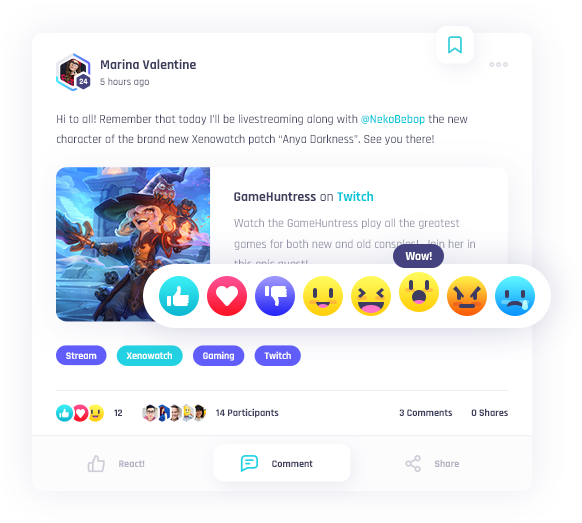 Marina Valentine
24
5 hours ago
Hi to all! Remember that today I'll be livestreaming along with @NekoBebop the new
character of the brand new Xenowatch patch "Anya Darkness". See you there!
GameHuntress on Twitch
Watch the GameHuntress play all the greatest
games for both new and old consoles! Join her in
this epic quest!
Wow!
Stream
Xenowatch
Gaming
Twitch
12
14 Participants
3 Comments
0 Shares
React!
Comment
Share